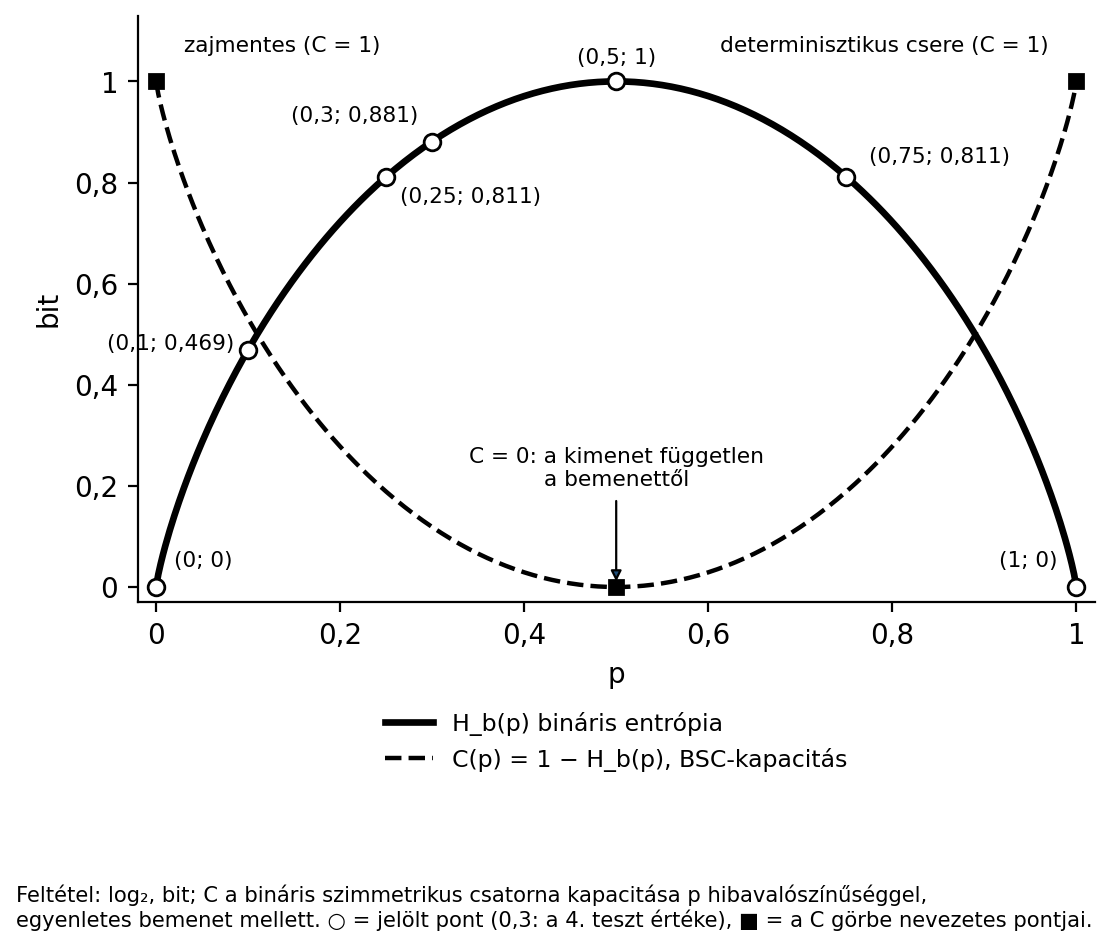 zajmentes (C = 1)
determinisztikus csere (C = 1)
(0,5; 1)
(0,3; 0,881)
(0,75; 0,811)
(0,25; 0,811)
(0,1; 0,469)
C = 0: a kimenet független
a bemenettől
(0; 0)
(1; 0)
1
0,8
0,6
0,4
0,2
0
bit
0
0,2
0,4
0,6
0,8
1
p
H_b(p) bináris entrópia
C(p) = 1 − H_b(p), BSC-kapacitás
Feltétel: log₂, bit; C a bináris szimmetrikus csatorna kapacitása p hibavalószínűséggel,
egyenletes bemenet mellett. ○ = jelölt pont (0,3: a 4. teszt értéke), ■ = a C görbe nevezetes pontjai.